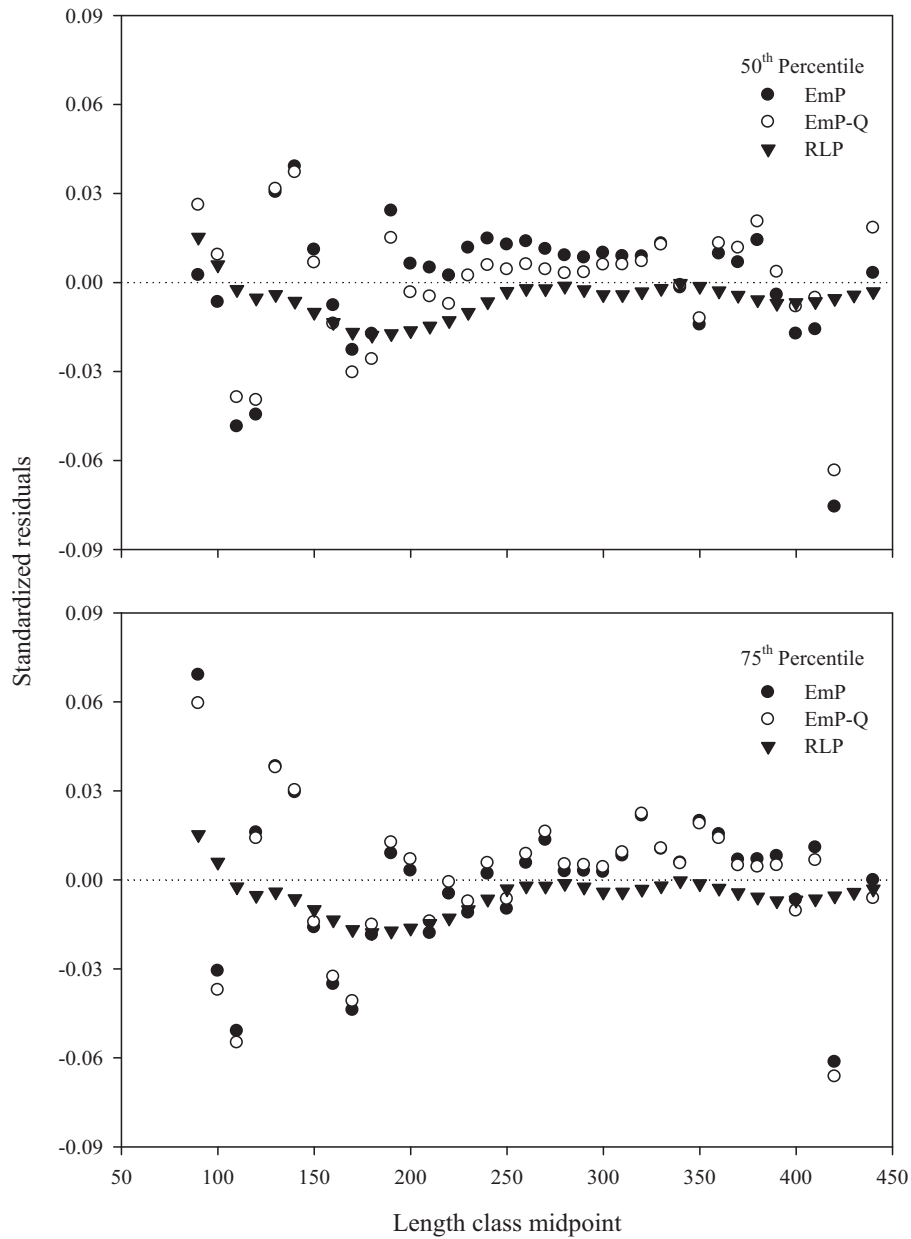 Standardized residuals
0.09
0.06
0.03
0.00
-0.03
-0.06
-0.09
50th Percentile
EmP
EmP-Q
RLP
0.09
0.06
0.03
0.00
-0.03
-0.06
-0.09
75th Percentile
EmP
EmP-Q
RLP
50 100 150 200 250 300 350 400 450
Length class midpoint